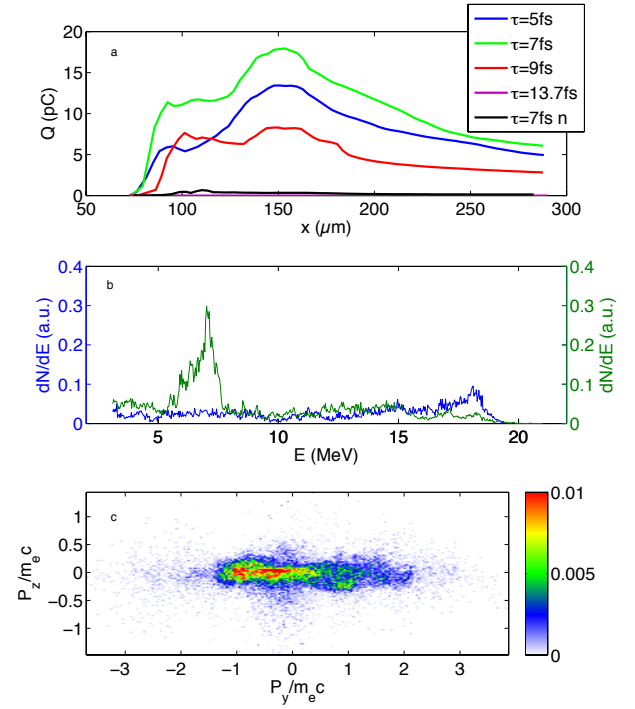 a
τ=5fs
τ=7fs
τ=9fs
τ=13.7fs
τ=7fs n
Q (pC)
20
15
10
5
0
50 100 150 200 250 300
x (μm)
b
dN/dE (a.u.)
0.4
0.3
0.2
0.1
0
dN/dE (a.u.)
0.4
0.3
0.2
0.1
0
5 10 15 20
E (MeV)
c
P_z/m_ec
1
0.5
0
−0.5
−1
−3 −2 −1 0 1 2 3
P_y/m_ec
0.01
0.005
0